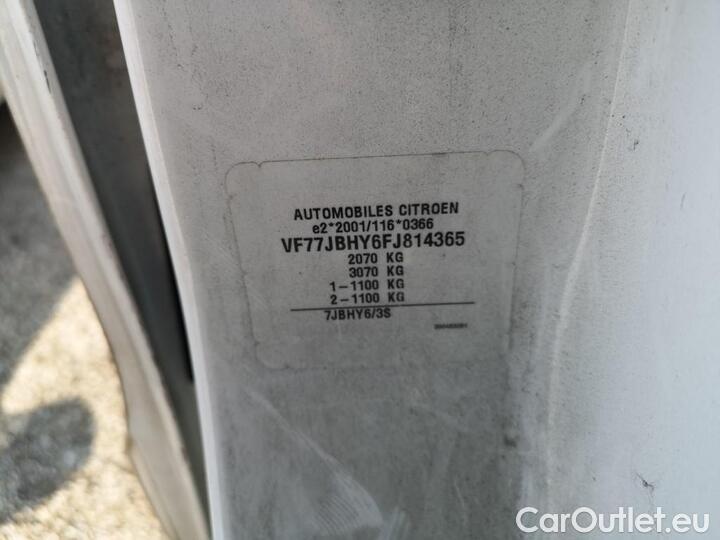 AUTOMOBILES CITROEN
e2*2001/116*0366
VF77JBHY6FJ814365
2070 KG
3070 KG
1-1100 KG
2-1100 KG
7JBHY6/3S
CarOutlet.eu